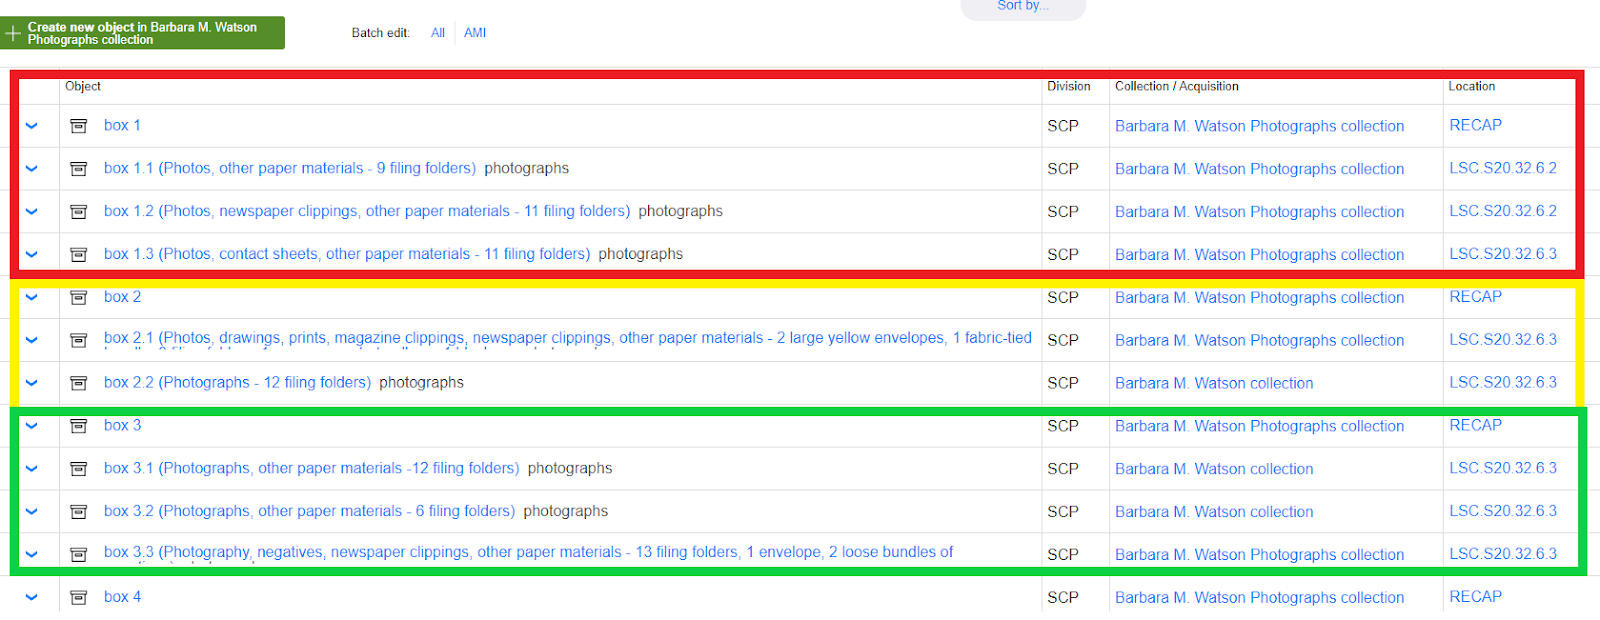 Sort by...
Create new object in Barbara M. Watson
Photographs collection
Batch edit: All AMI
Object Division Collection / Acquisition Location
box 1 SCP Barbara M. Watson Photographs collection RECAP
box 1.1 (Photos, other paper materials - 9 filing folders) photographs SCP Barbara M. Watson Photographs collection LSC.S20.32.6.2
box 1.2 (Photos, newspaper clippings, other paper materials - 11 filing folders) photographs SCP Barbara M. Watson Photographs collection LSC.S20.32.6.2
box 1.3 (Photos, contact sheets, other paper materials - 11 filing folders) photographs SCP Barbara M. Watson Photographs collection LSC.S20.32.6.3
box 2 SCP Barbara M. Watson Photographs collection RECAP
box 2.1 (Photos, drawings, prints, magazine clippings, newspaper clippings, other paper materials - 2 large yellow envelopes, 1 fabric-tied SCP Barbara M. Watson Photographs collection LSC.S20.32.6.3
box 2.2 (Photographs - 12 filing folders) photographs SCP Barbara M. Watson collection LSC.S20.32.6.3
box 3 SCP Barbara M. Watson Photographs collection RECAP
box 3.1 (Photographs, other paper materials -12 filing folders) photographs SCP Barbara M. Watson collection LSC.S20.32.6.3
box 3.2 (Photographs, other paper materials - 6 filing folders) photographs SCP Barbara M. Watson collection LSC.S20.32.6.3
box 3.3 (Photography, negatives, newspaper clippings, other paper materials - 13 filing folders, 1 envelope, 2 loose bundles of SCP Barbara M. Watson Photographs collection LSC.S20.32.6.3
box 4 SCP Barbara M. Watson Photographs collection RECAP